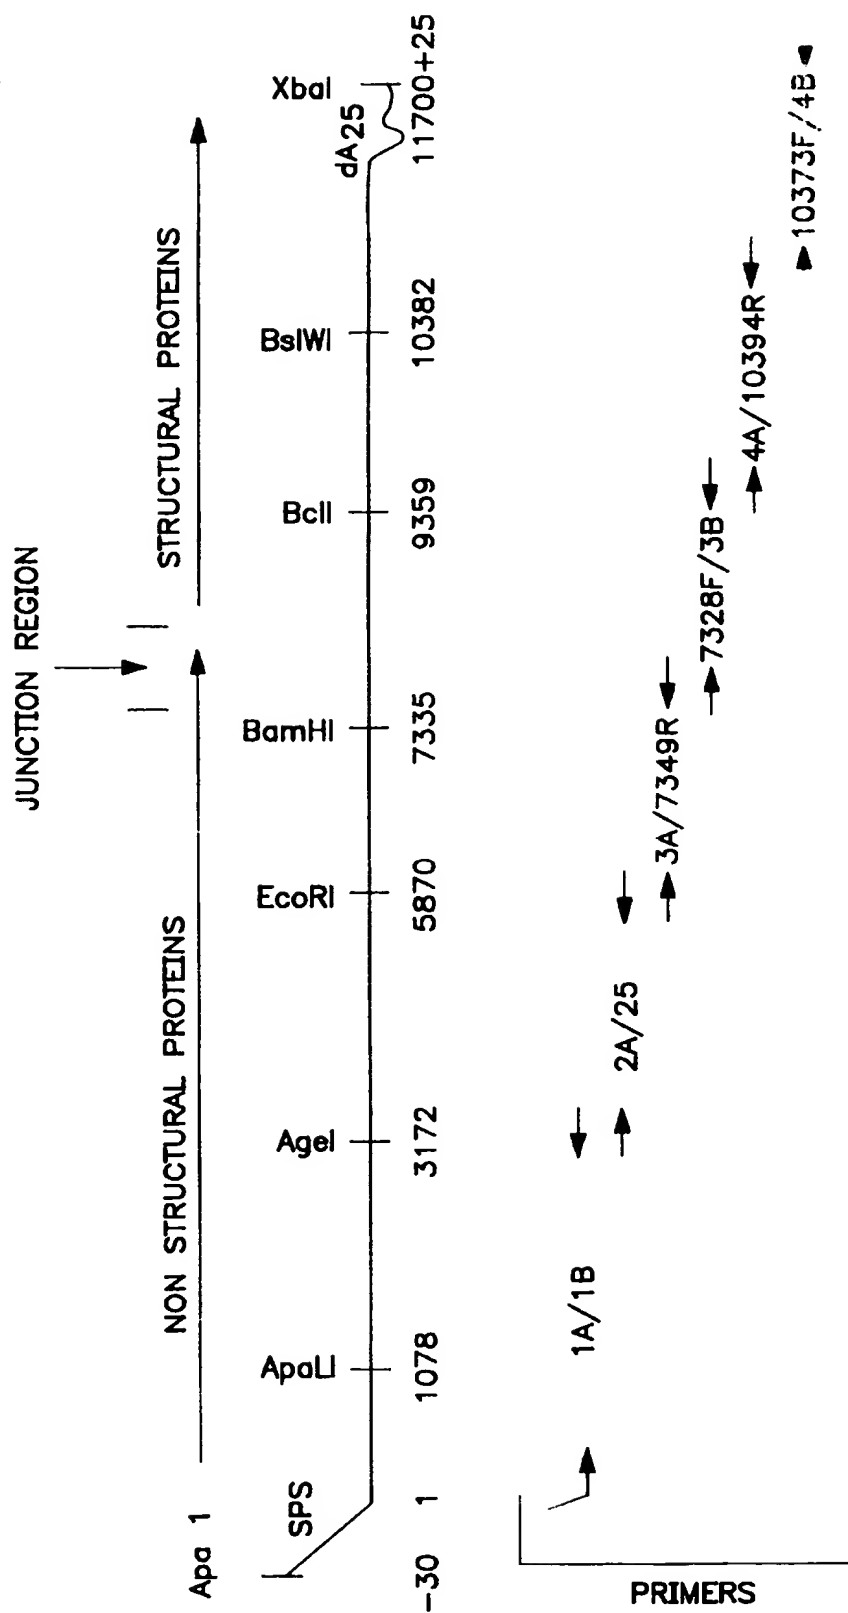 JUNCTION REGION
NON STRUCTURAL PROTEINS
STRUCTURAL PROTEINS
Apa 1
SPS
ApaLI
AgeI
EcoRI
BamHI
BclI
BsIWI
dA25
XbaI
-30
1
1078
3172
5870
7335
9359
10382
11700+25
PRIMERS
1A/1B
2A/25
3A/7349R
7328F/3B
4A/10394R
10373F/4B